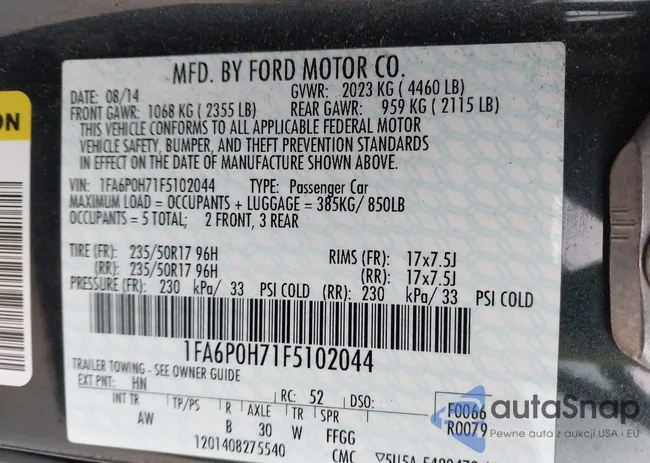 ON
MFD. BY FORD MOTOR CO.
DATE: 08/14 GVWR: 2023 KG ( 4460 LB)
FRONT GAWR: 1068 KG ( 2355 LB) REAR GAWR: 959 KG ( 2115 LB)
THIS VEHICLE CONFORMS TO ALL APPLICABLE FEDERAL MOTOR
VEHICLE SAFETY, BUMPER, AND THEFT PREVENTION STANDARDS
IN EFFECT ON THE DATE OF MANUFACTURE SHOWN ABOVE.
VIN: 1FA6P0H71F5102044 TYPE: Passenger Car
MAXIMUM LOAD = OCCUPANTS + LUGGAGE = 385KG/ 850LB
OCCUPANTS = 5 TOTAL; 2 FRONT, 3 REAR
TIRE (FR): 235/50R17 96H RIMS (FR): 17x7.5J
(RR): 235/50R17 96H (RR): 17x7.5J
PRESSURE (FR): 230 kPa/ 33 PSI COLD (RR): 230 kPa/ 33 PSI COLD
1FA6P0H71F5102044
TRAILER TOWING - SEE OWNER GUIDE
EXT PNT: HN RC: 52 DSO: F0066
INT TR TP/PS R AXLE TR SPR R0079
AW B 30 W FFGG
1201408275540 CMC
autaSnap
Pewne auta z aukcji USA i EU